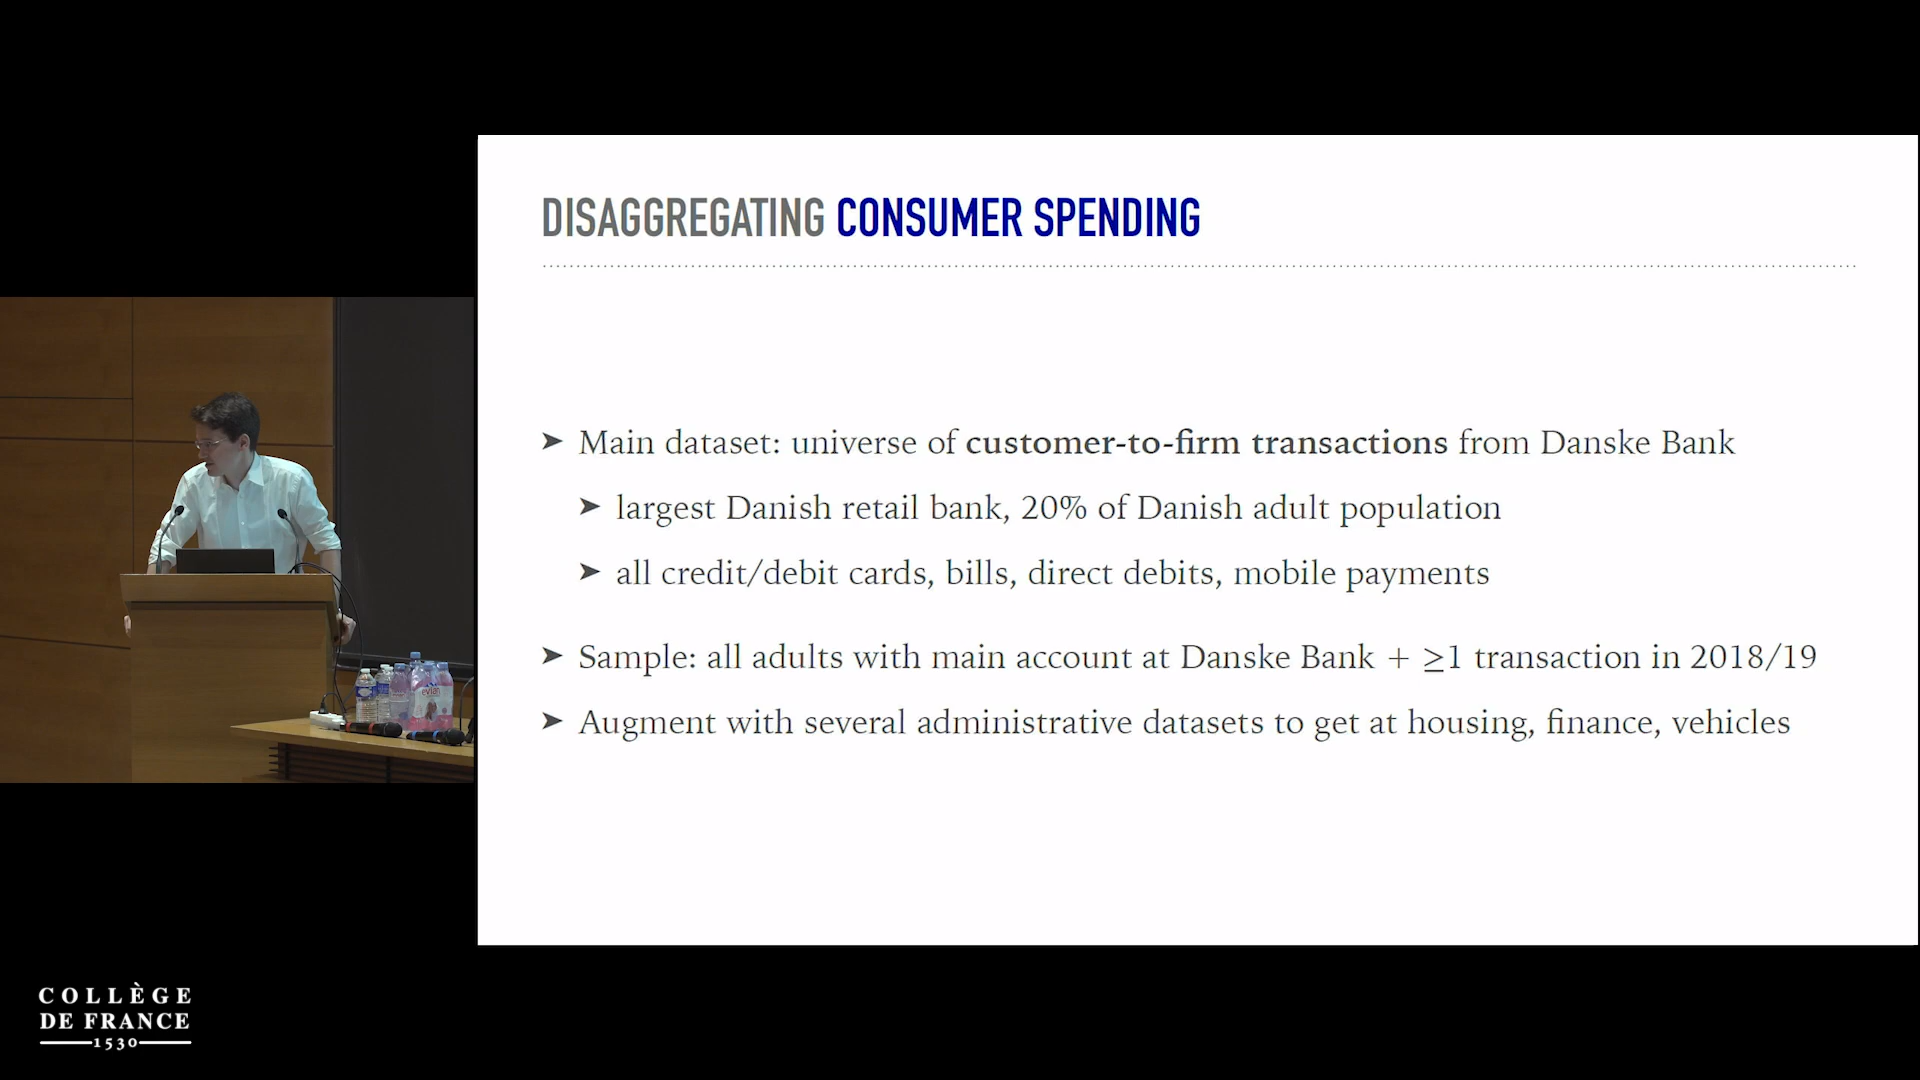 DISAGGREGATING CONSUMER SPENDING
➤ Main dataset: universe of customer-to-firm transactions from Danske Bank
➤ largest Danish retail bank, 20% of Danish adult population
➤ all credit/debit cards, bills, direct debits, mobile payments
➤ Sample: all adults with main account at Danske Bank + ≥1 transaction in 2018/19
➤ Augment with several administrative datasets to get at housing, finance, vehicles
evian
COLLÈGE
DE FRANCE
1530